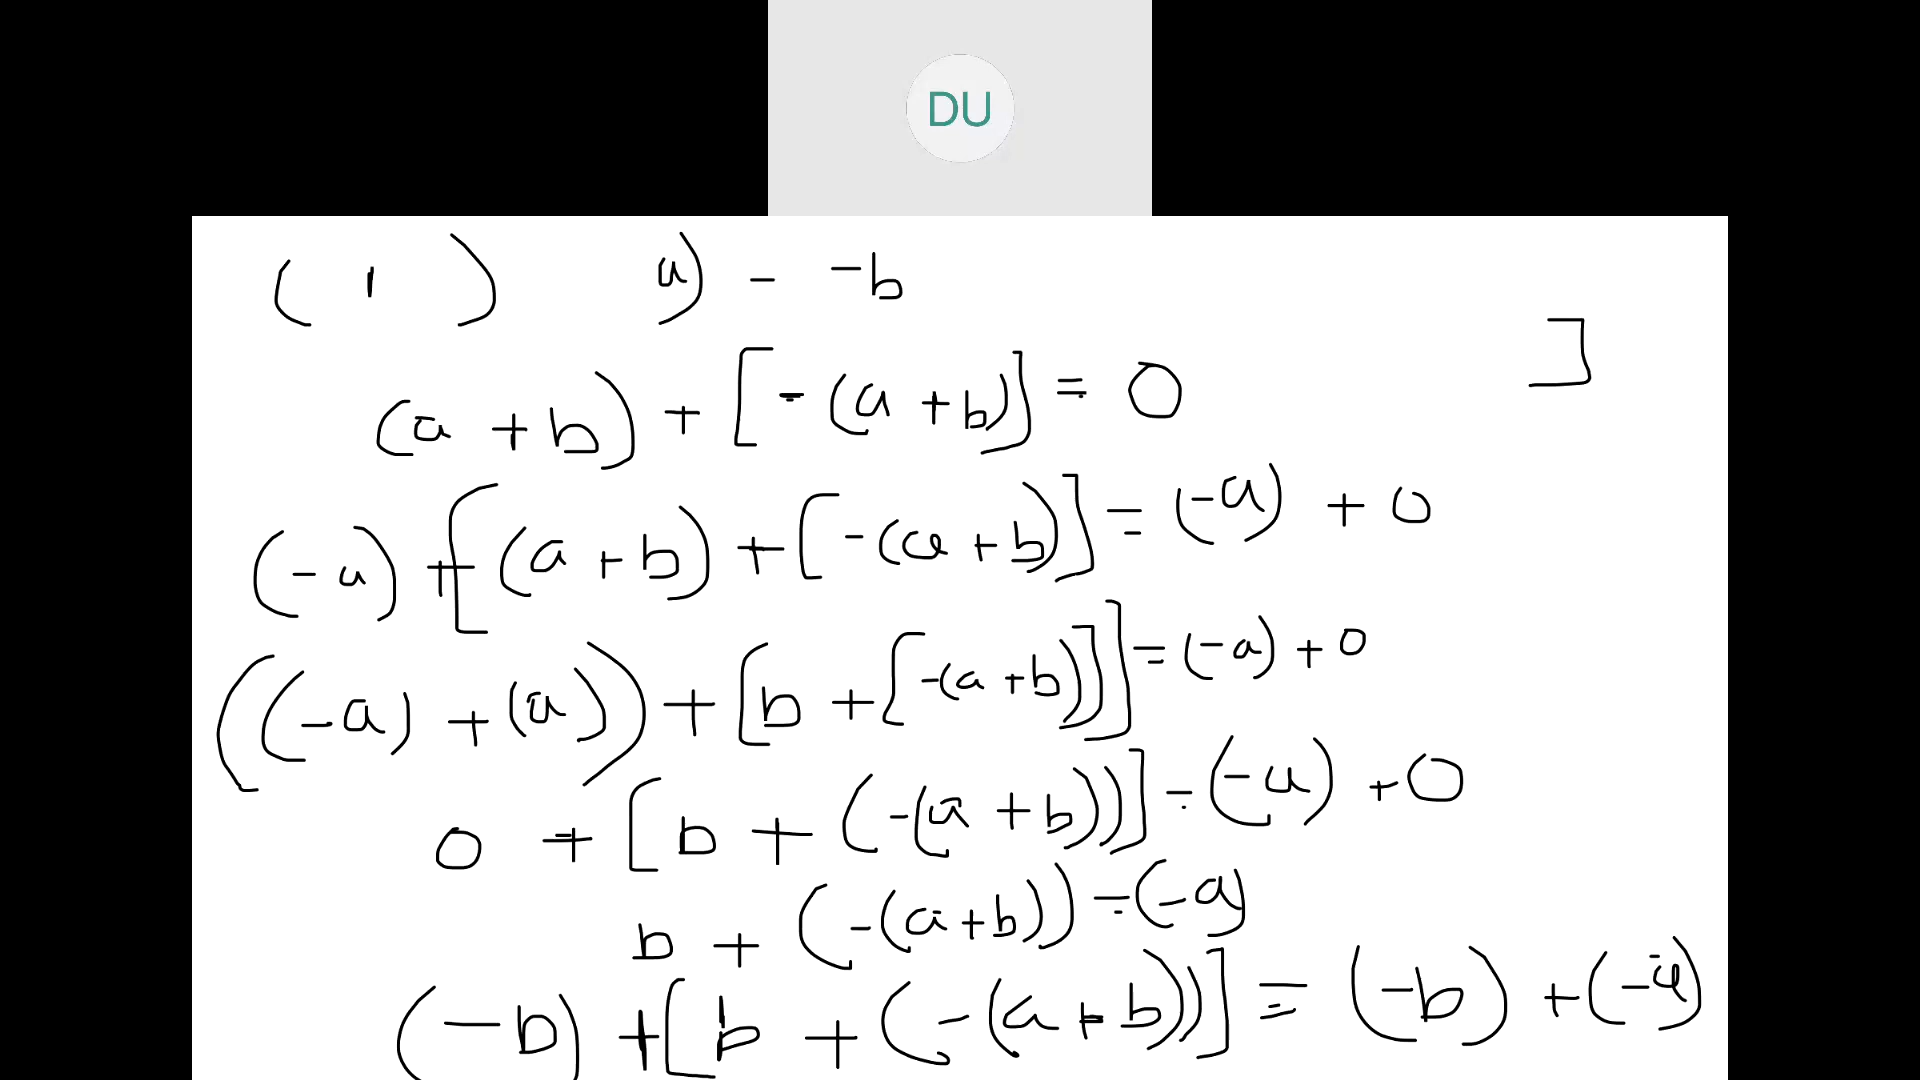 DU
( 1 ) a) - -b
]
(a + b) + [-(a + b)] = 0
(-a) + [(a + b) + [-(a + b)] = (-a) + 0
((-a) + (a)) + [b + [-(a + b))]] = (-a) + 0
0 + [b + (-(a + b))] = (-a) + 0
b + (-(a + b)) = (-a)
(-b) + [b + (-(a + b))] = (-b) + (-a)